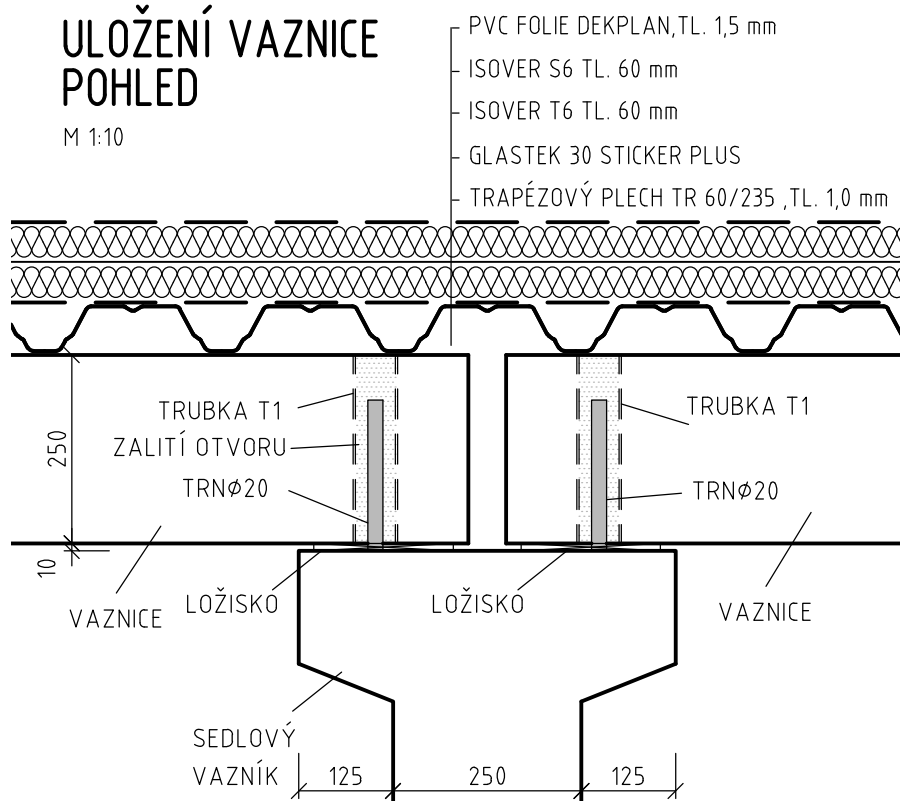 ULOŽENÍ VAZNICE
POHLED
M 1:10
PVC FOLIE DEKPLAN,TL. 1,5 mm
ISOVER S6 TL. 60 mm
ISOVER T6 TL. 60 mm
GLASTEK 30 STICKER PLUS
TRAPÉZOVÝ PLECH TR 60/235 ,TL. 1,0 mm
TRUBKA T1
ZALITÍ OTVORU
TRNØ20
TRUBKA T1
TRNØ20
250
10
VAZNICE
LOŽISKO
LOŽISKO
VAZNICE
SEDLOVÝ
VAZNÍK
125
250
125